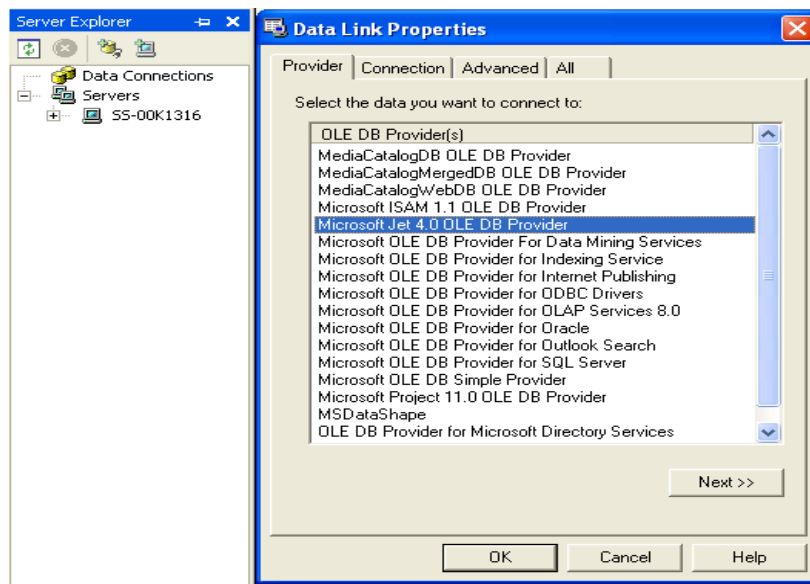 Server Explorer
Data Connections
Servers
SS-00K1316
Data Link Properties
Provider
Connection
Advanced
All
Select the data you want to connect to:
OLE DB Provider(s)
MediaCatalogDB OLE DB Provider
MediaCatalogMergedDB OLE DB Provider
MediaCatalogWebDB OLE DB Provider
Microsoft ISAM 1.1 OLE DB Provider
Microsoft Jet 4.0 OLE DB Provider
Microsoft OLE DB Provider For Data Mining Services
Microsoft OLE DB Provider for Indexing Service
Microsoft OLE DB Provider for Internet Publishing
Microsoft OLE DB Provider for ODBC Drivers
Microsoft OLE DB Provider for OLAP Services 8.0
Microsoft OLE DB Provider for Oracle
Microsoft OLE DB Provider for Outlook Search
Microsoft OLE DB Provider for SQL Server
Microsoft OLE DB Simple Provider
Microsoft Project 11.0 OLE DB Provider
MSDataShape
OLE DB Provider for Microsoft Directory Services
Next >>
OK
Cancel
Help